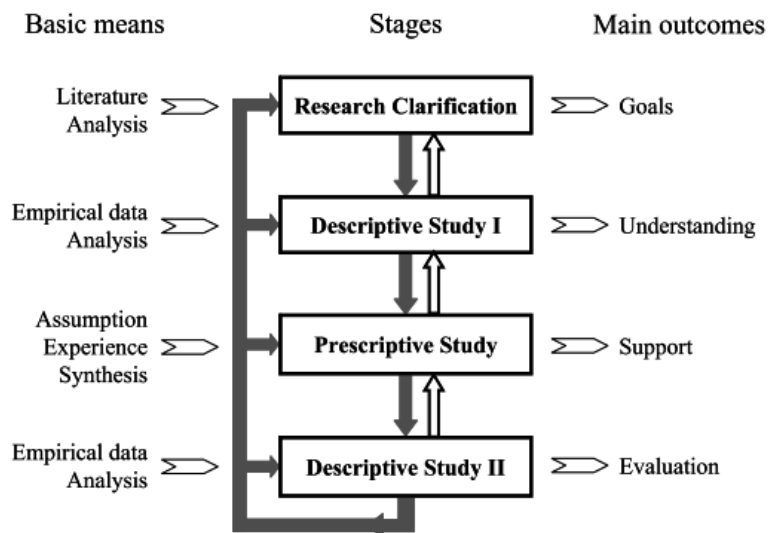 Basic means
Stages
Main outcomes
Literature
Analysis
Research Clarification
Goals
Empirical data
Analysis
Descriptive Study I
Understanding
Assumption
Experience
Synthesis
Prescriptive Study
Support
Empirical data
Analysis
Descriptive Study II
Evaluation